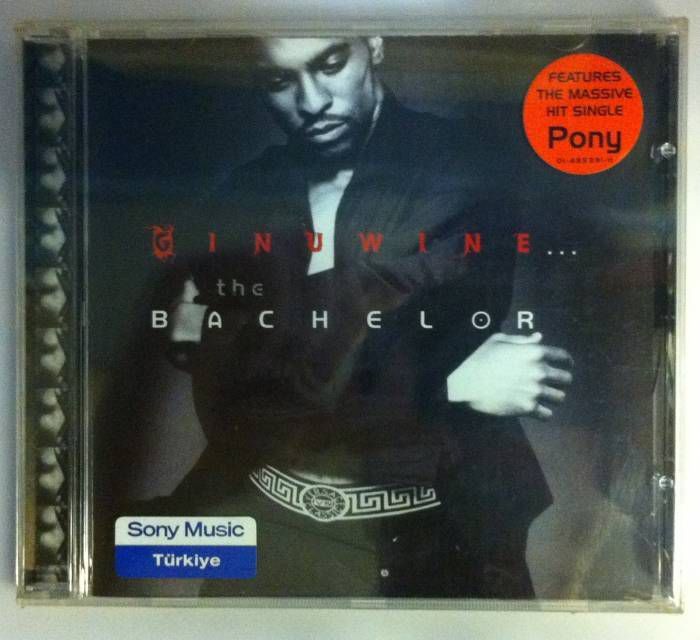 FEATURES
THE MASSIVE
HIT SINGLE
Pony
GINUWINE...
the
BACHELOR
Sony Music
Türkiye